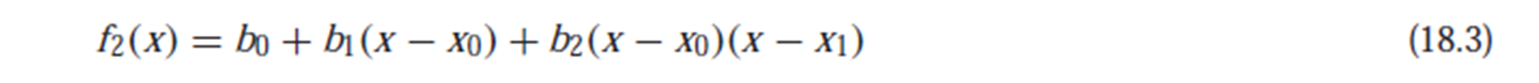 f₂(x) = b₀ + b₁(x − x₀) + b₂(x − x₀)(x − x₁) (18.3)